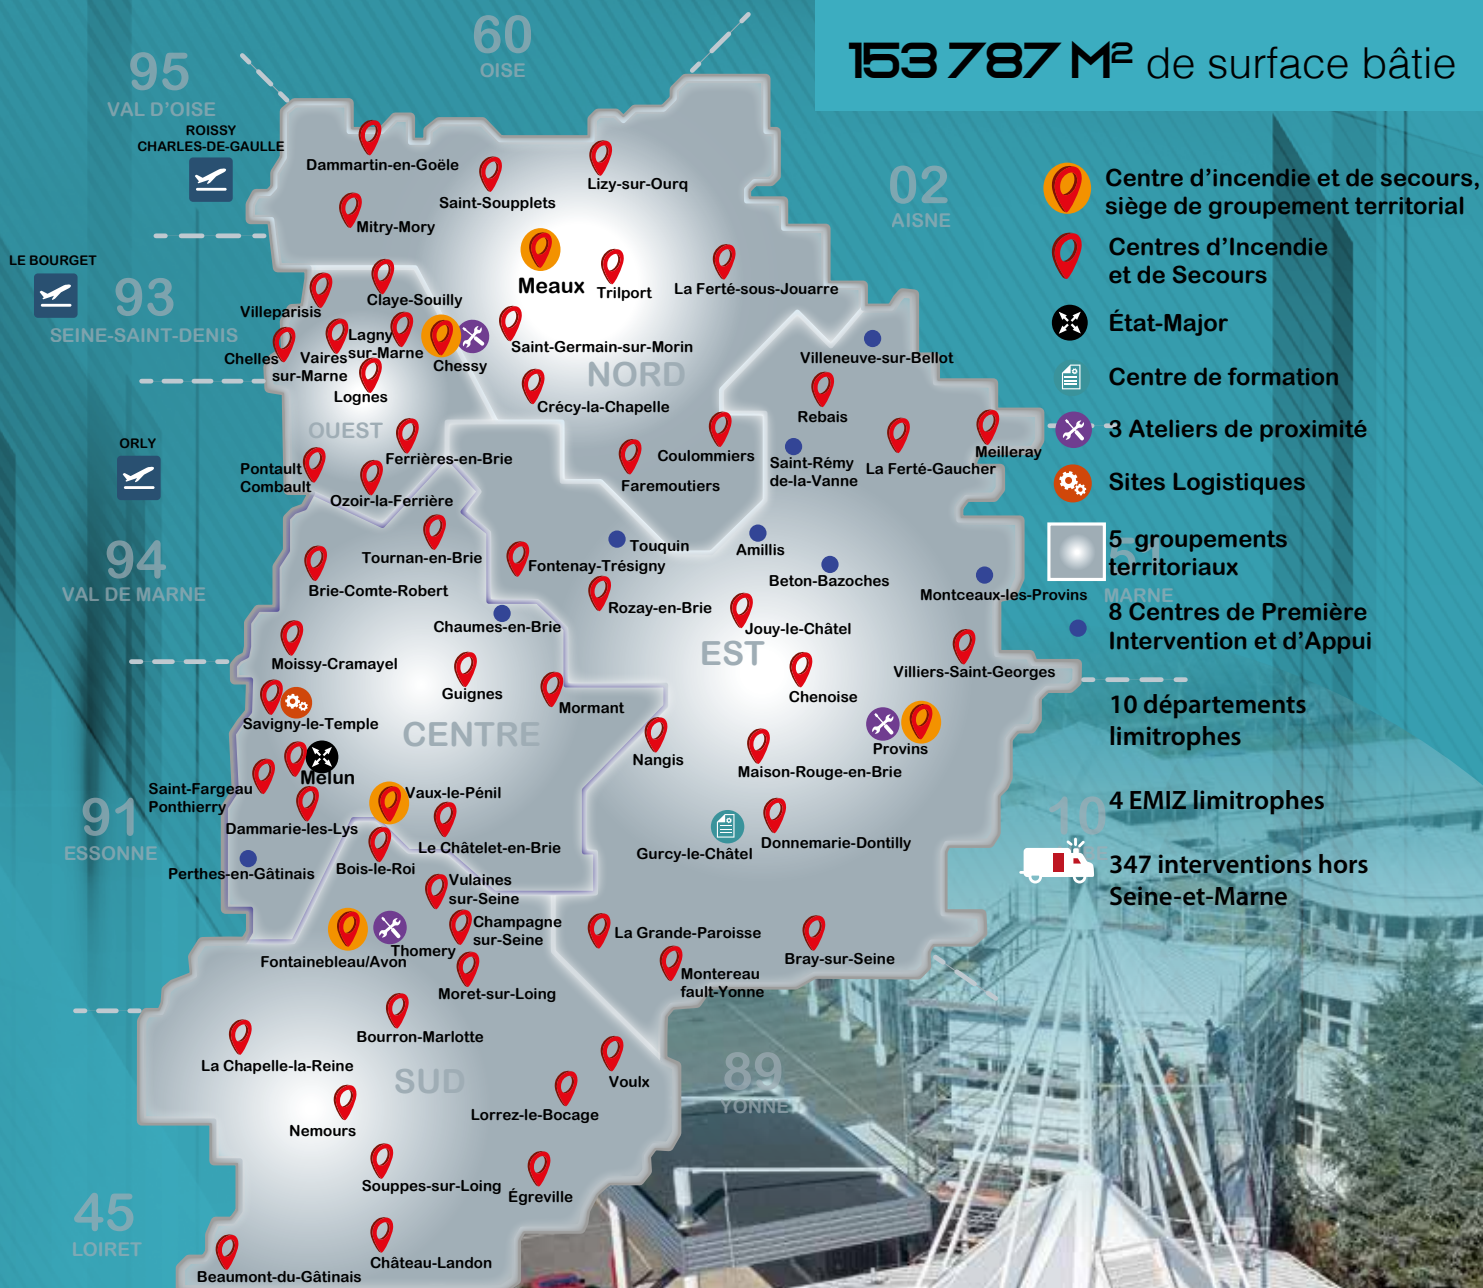 153 787 M² de surface bâtie
60
OISE
95
VAL D'OISE
ROISSY
CHARLES-DE-GAULLE
02
AISNE
LE BOURGET
93
SEINE-SAINT-DENIS
ORLY
94
VAL DE MARNE
91
ESSONNE
45
LOIRET
89
YONNE
10
51
MARNE
Dammartin-en-Goële
Saint-Soupplets
Lizy-sur-Ourq
Mitry-Mory
Meaux
Trilport
La Ferté-sous-Jouarre
Claye-Souilly
Villeparisis
Lagny
sur-Marne
Chelles
Vaires
sur-Marne
Chessy
Saint-Germain-sur-Morin
Lognes
NORD
Crécy-la-Chapelle
Villeneuve-sur-Bellot
Rebais
OUEST
Ferrières-en-Brie
Coulommiers
Meilleray
Pontault
Combault
Ozoir-la-Ferrière
Faremoutiers
Saint-Rémy
de-la-Vanne
La Ferté-Gaucher
Tournan-en-Brie
Touquin
Amillis
Fontenay-Trésigny
Beton-Bazoches
Brie-Comte-Robert
Montceaux-les-Provins
Rozay-en-Brie
Chaumes-en-Brie
Jouy-le-Châtel
Moissy-Cramayel
EST
Villiers-Saint-Georges
Guignes
Chenoise
Mormant
Savigny-le-Temple
CENTRE
Provins
Nangis
Maison-Rouge-en-Brie
Melun
Saint-Fargeau
Ponthierry
Vaux-le-Pénil
Dammarie-les-Lys
Le Châtelet-en-Brie
Donnemarie-Dontilly
Gurcy-le-Châtel
Perthes-en-Gâtinais
Bois-le-Roi
Vulaines
sur-Seine
Champagne
sur-Seine
La Grande-Paroisse
Thomery
Fontainebleau/Avon
Bray-sur-Seine
Montereau
fault-Yonne
Moret-sur-Loing
Bourron-Marlotte
La Chapelle-la-Reine
SUD
Voulx
Lorrez-le-Bocage
Nemours
Souppes-sur-Loing
Égreville
Château-Landon
Beaumont-du-Gâtinais
Centre d'incendie et de secours,
siège de groupement territorial
Centres d'Incendie
et de Secours
État-Major
Centre de formation
3 Ateliers de proximité
Sites Logistiques
5 groupements
territoriaux
8 Centres de Première
Intervention et d'Appui
10 départements
limitrophes
4 EMIZ limitrophes
347 interventions hors
Seine-et-Marne